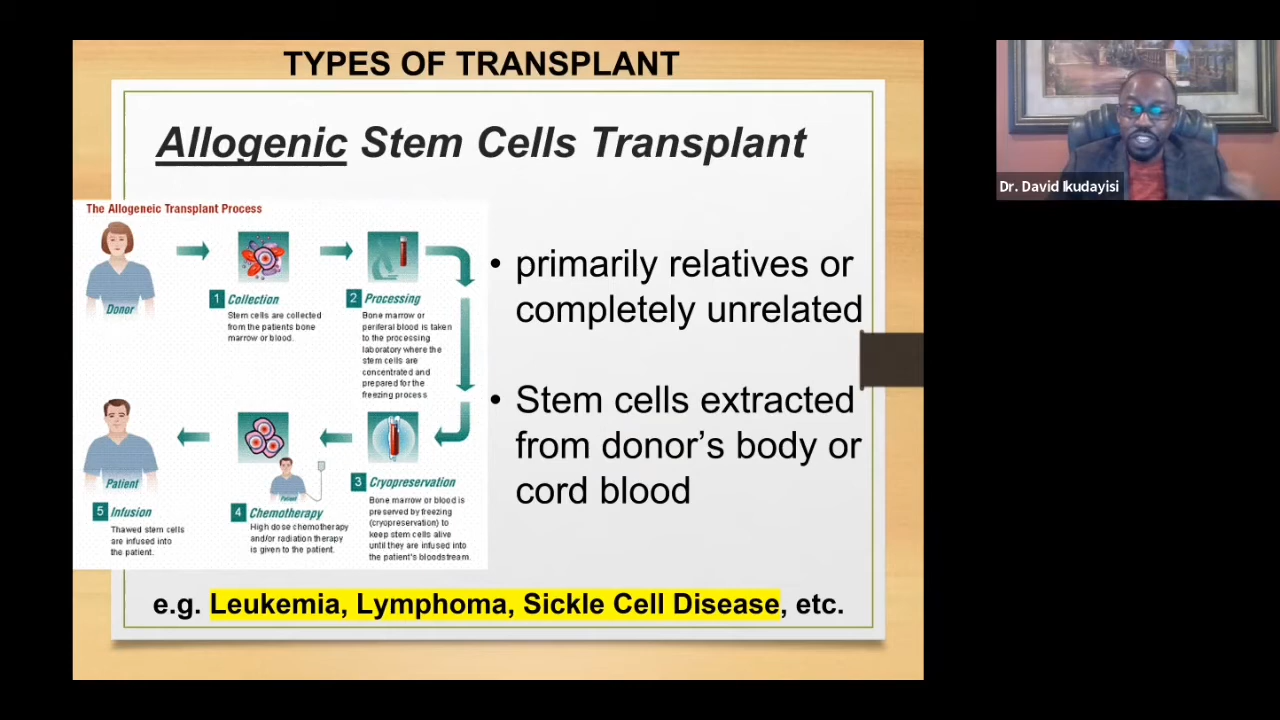 TYPES OF TRANSPLANT
Allogenic Stem Cells Transplant
The Allogeneic Transplant Process
Donor
1 Collection
Stem cells are collected
from the patients bone
marrow or blood.
2 Processing
Bone marrow or
periferal blood is taken
to the processing
laboratory where the
stem cells are
concentrated and
prepared for the
freezing process
3 Cryopreservation
Bone marrow or blood is
preserved by freezing
(cryopreservation) to
keep stem cells alive
until they are infused into
the patient's bloodstream.
Patient
4 Chemotherapy
High dose chemotherapy
and/or radiation therapy
is given to the patient.
Patient
5 Infusion
Thawed stem cells
are infused into
the patient.
• primarily relatives or
completely unrelated
• Stem cells extracted
from donor’s body or
cord blood
e.g. Leukemia, Lymphoma, Sickle Cell Disease, etc.
Dr. David Ikudayisi